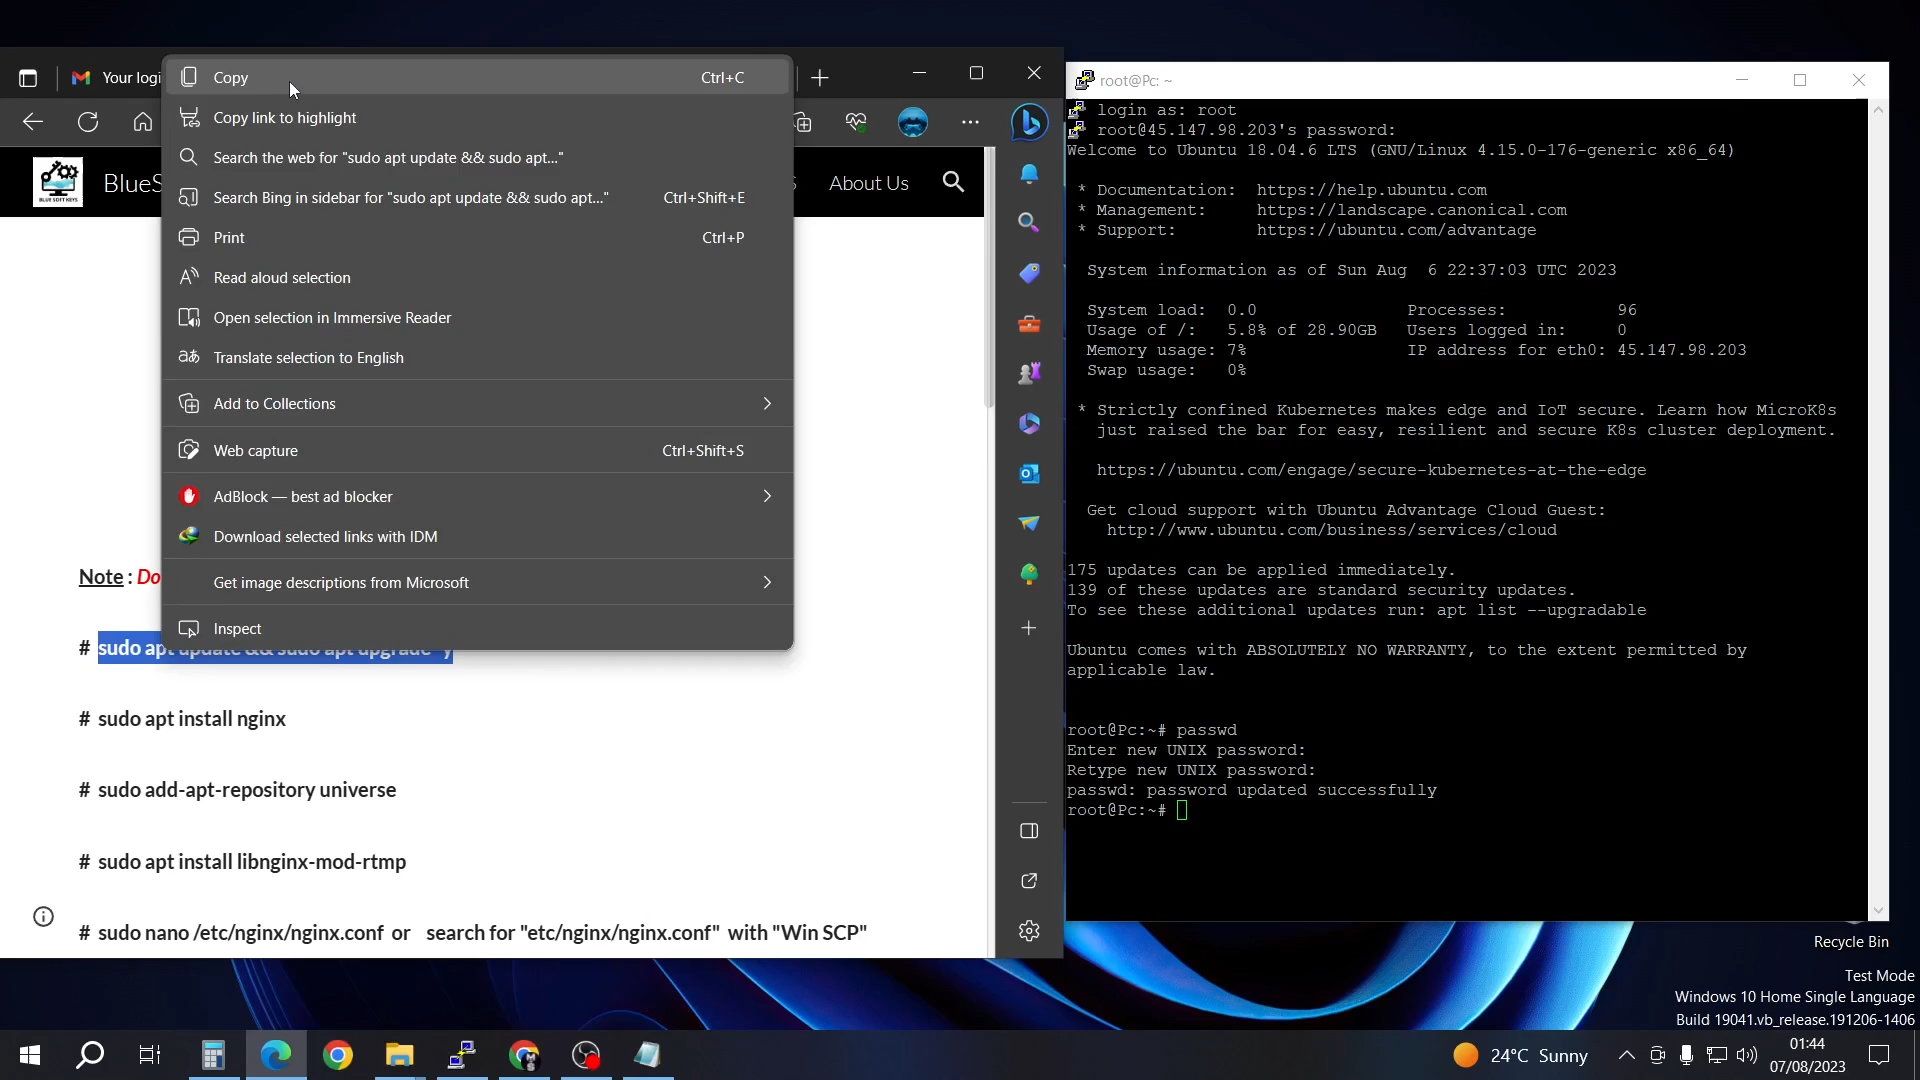 Your logi
Copy Ctrl+C
Copy link to highlight
Search the web for "sudo apt update && sudo apt..."
Search Bing in sidebar for "sudo apt update && sudo apt..." Ctrl+Shift+E
Print Ctrl+P
Read aloud selection
Open selection in Immersive Reader
Translate selection to English
Add to Collections
Web capture Ctrl+Shift+S
AdBlock — best ad blocker
Download selected links with IDM
Get image descriptions from Microsoft
Inspect
BLUE SOFT KEYS
BlueS
S About Us
Note : Do
# sudo apt update && sudo apt upgrade -y
# sudo apt install nginx
# sudo add-apt-repository universe
# sudo apt install libnginx-mod-rtmp
# sudo nano /etc/nginx/nginx.conf or search for "etc/nginx/nginx.conf" with "Win SCP"
root@Pc: ~
login as: root
root@45.147.98.203's password:
Welcome to Ubuntu 18.04.6 LTS (GNU/Linux 4.15.0-176-generic x86_64)
* Documentation: https://help.ubuntu.com
* Management: https://landscape.canonical.com
* Support: https://ubuntu.com/advantage
System information as of Sun Aug 6 22:37:03 UTC 2023
System load: 0.0 Processes: 96
Usage of /: 5.8% of 28.90GB Users logged in: 0
Memory usage: 7% IP address for eth0: 45.147.98.203
Swap usage: 0%
* Strictly confined Kubernetes makes edge and IoT secure. Learn how MicroK8s
just raised the bar for easy, resilient and secure K8s cluster deployment.
https://ubuntu.com/engage/secure-kubernetes-at-the-edge
Get cloud support with Ubuntu Advantage Cloud Guest:
http://www.ubuntu.com/business/services/cloud
175 updates can be applied immediately.
139 of these updates are standard security updates.
To see these additional updates run: apt list --upgradable
Ubuntu comes with ABSOLUTELY NO WARRANTY, to the extent permitted by
applicable law.
root@Pc:~# passwd
Enter new UNIX password:
Retype new UNIX password:
passwd: password updated successfully
root@Pc:~#
Recycle Bin
Test Mode
Windows 10 Home Single Language
Build 19041.vb_release.191206-1406
24°C Sunny
01:44
07/08/2023